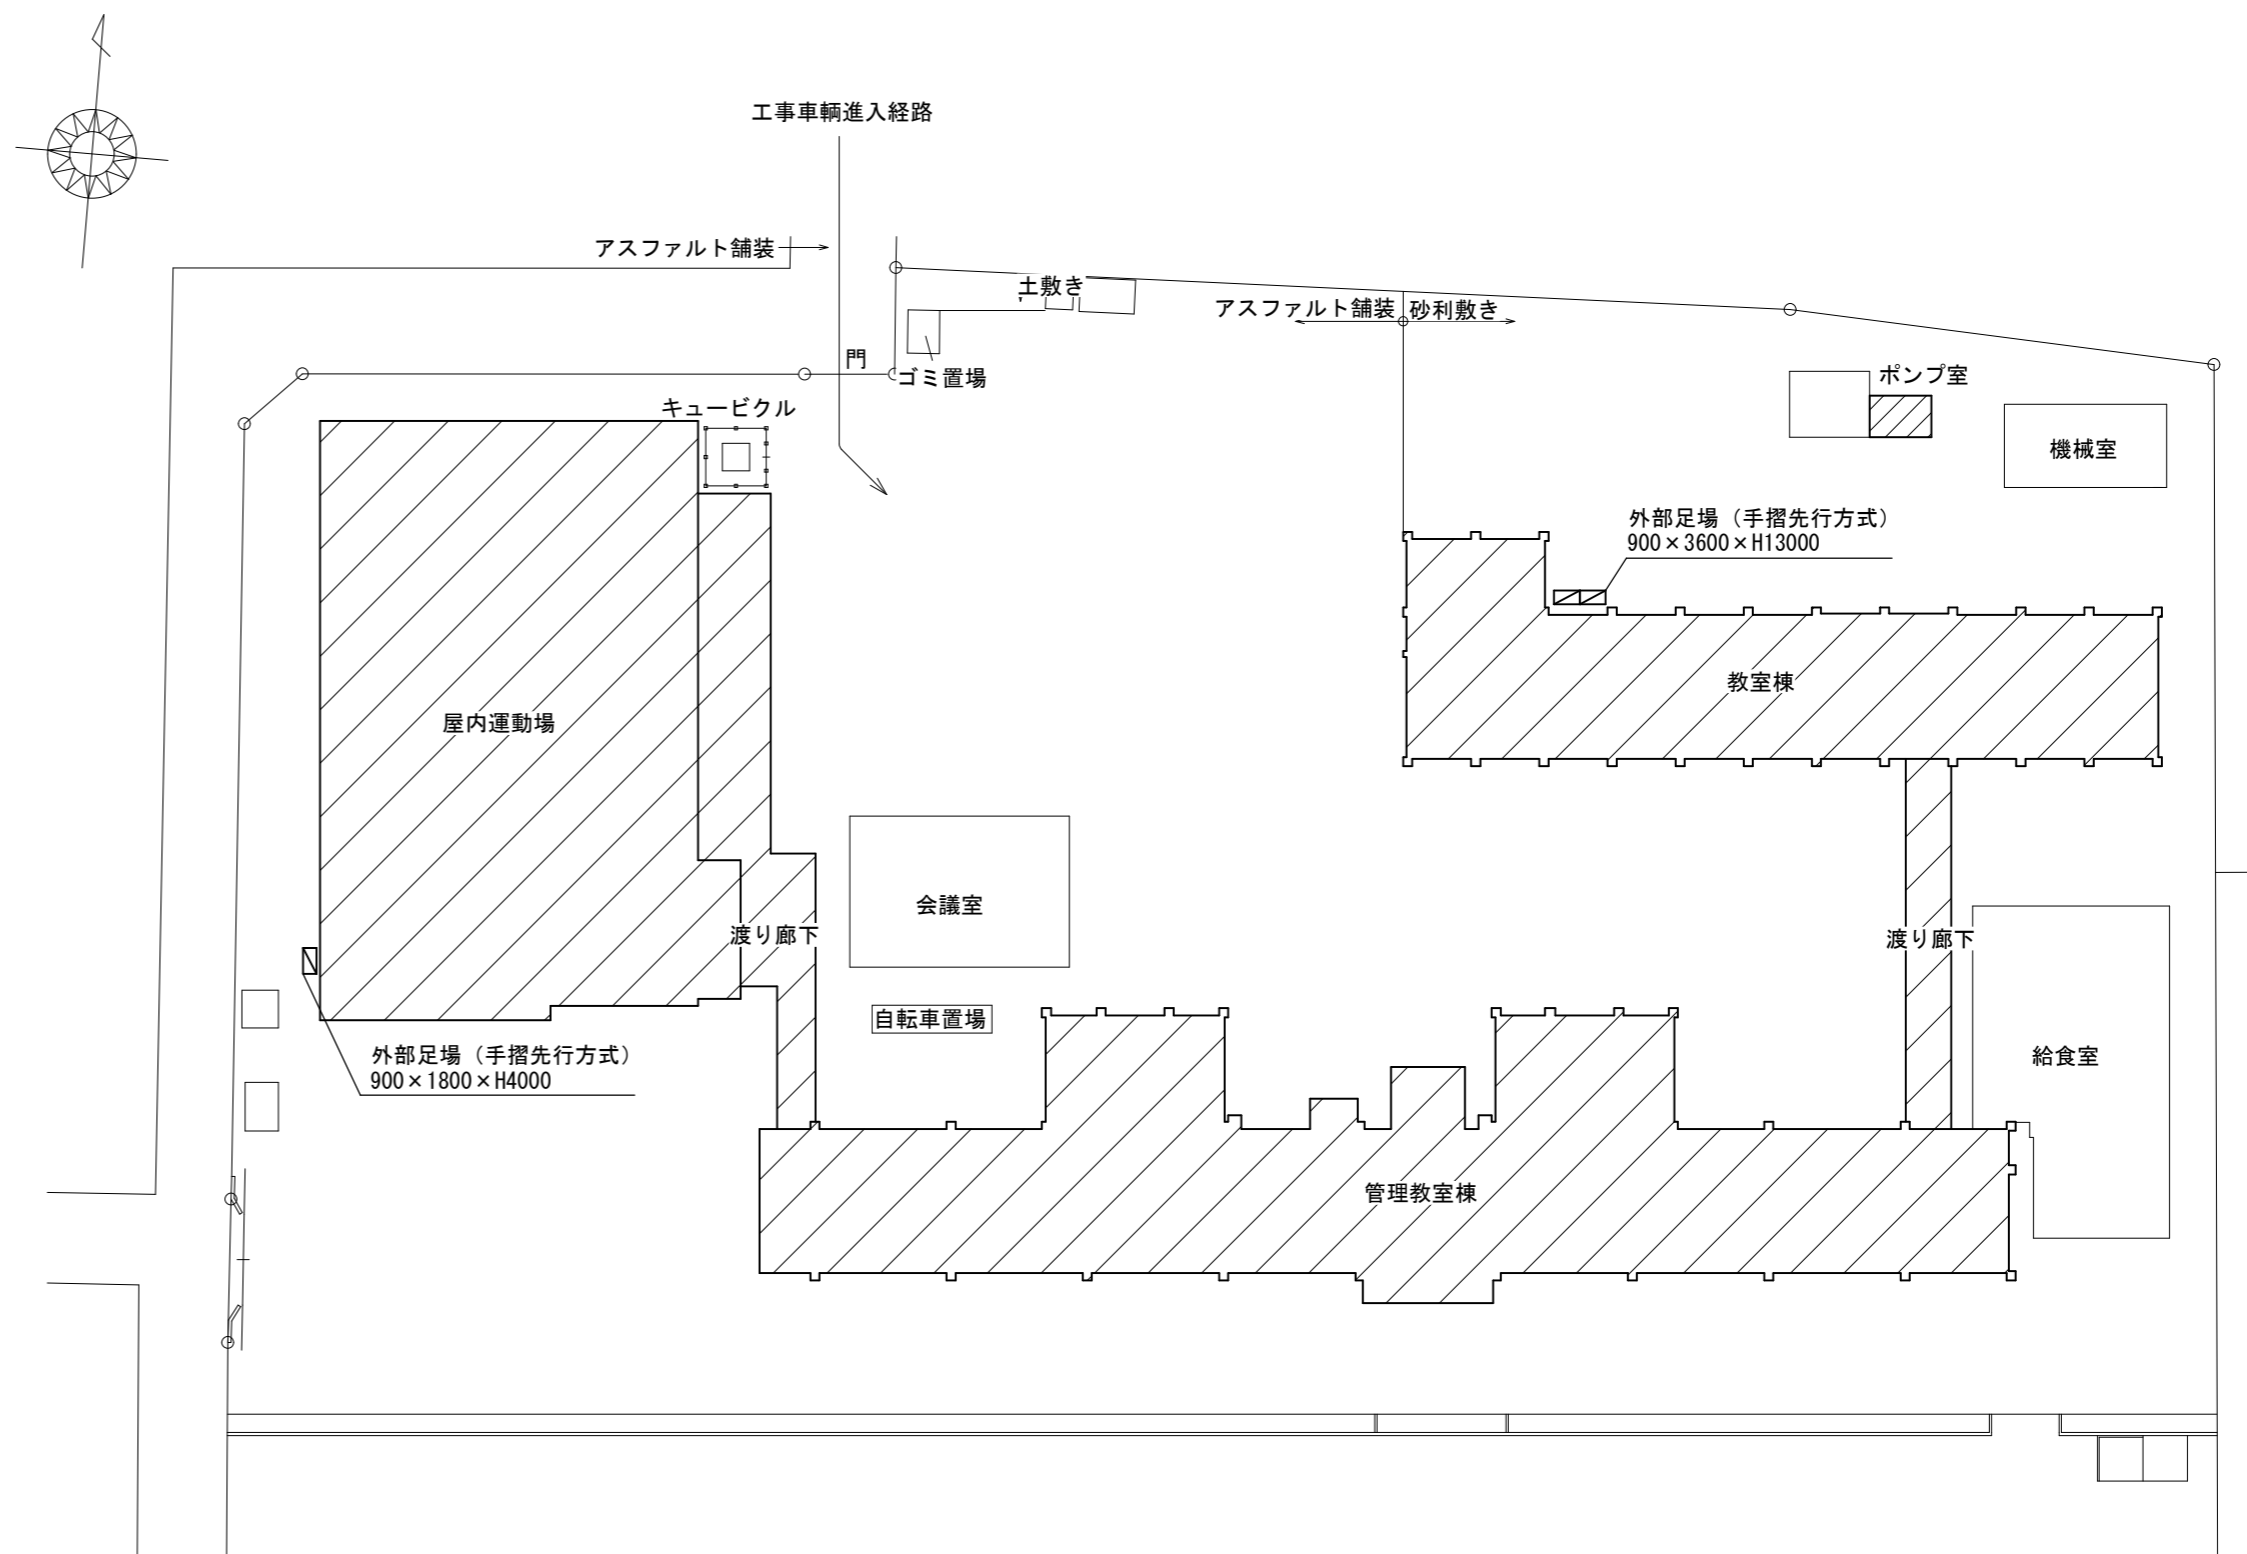 工事車輌進入経路
アスファルト舗装
土敷き
アスファルト舗装
砂利敷き
門
ゴミ置場
ポンプ室
キュービクル
機械室
外部足場（手摺先行方式）
900×3600×H13000
教室棟
屋内運動場
会議室
渡り廊下
渡り廊下
自転車置場
外部足場（手摺先行方式）
900×1800×H4000
給食室
管理教室棟